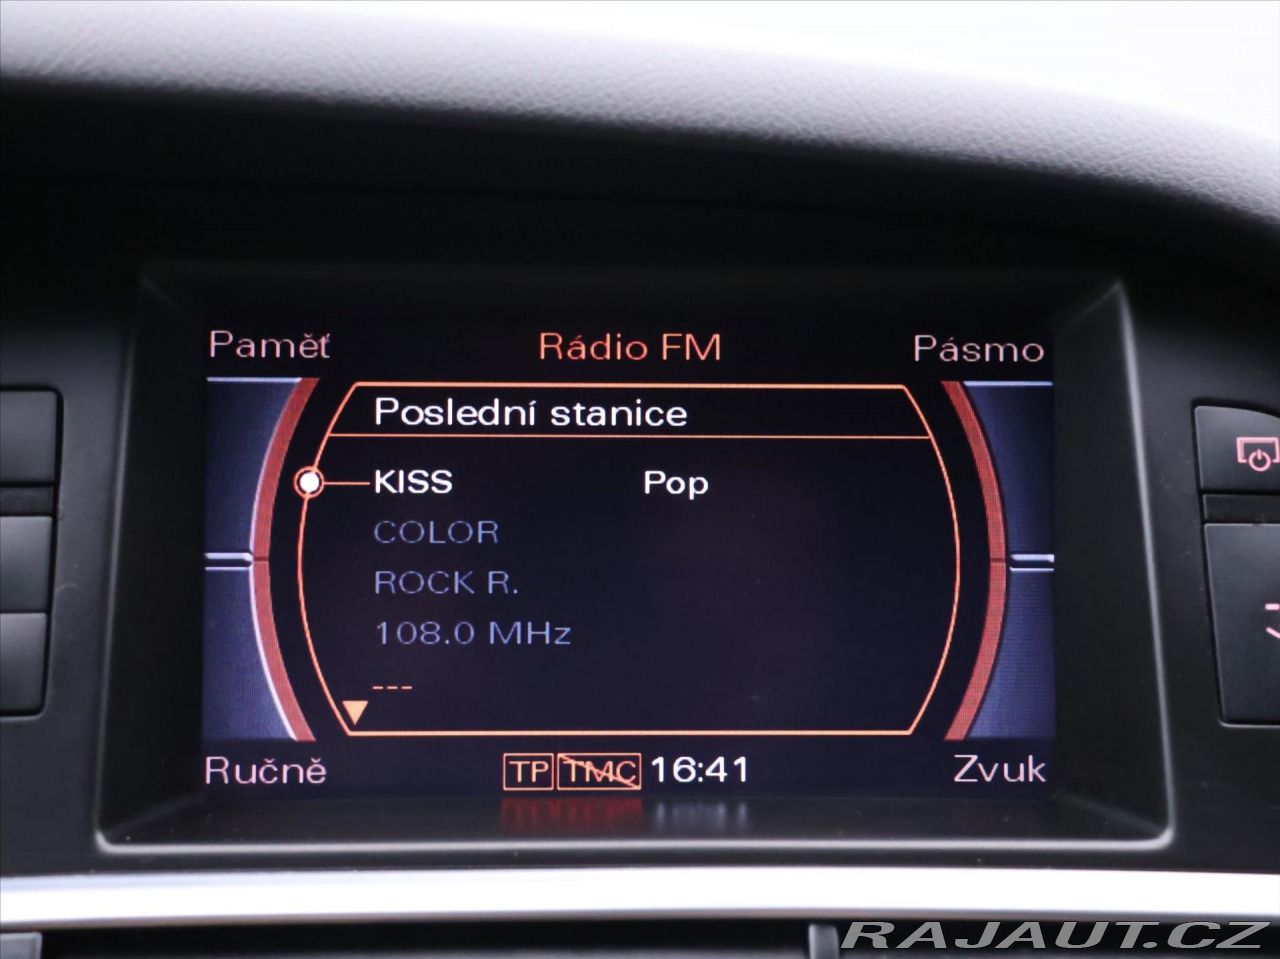 Paměť Rádio FM Pásmo
Poslední stanice
KISS Pop
COLOR
ROCK R.
108.0 MHz
---
Ručně TP TMC 16:41 Zvuk
RAJAUT.CZ